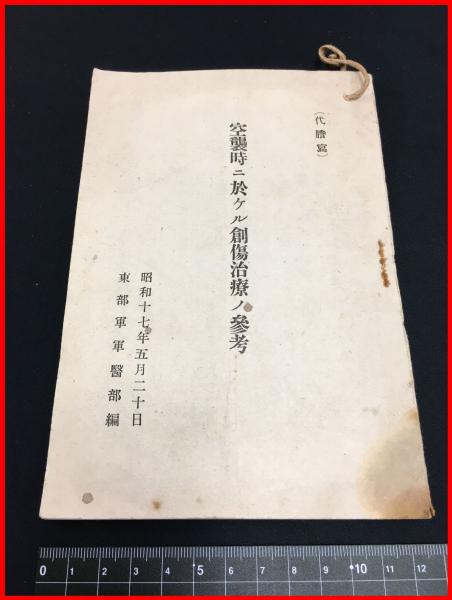 (代謄寫)
空襲時ニ於ケル創傷治療ノ參考
昭和十七年五月二十日
東部軍軍醫部編
0 1 2 3 4 5 6 7 8 9 10 11 12